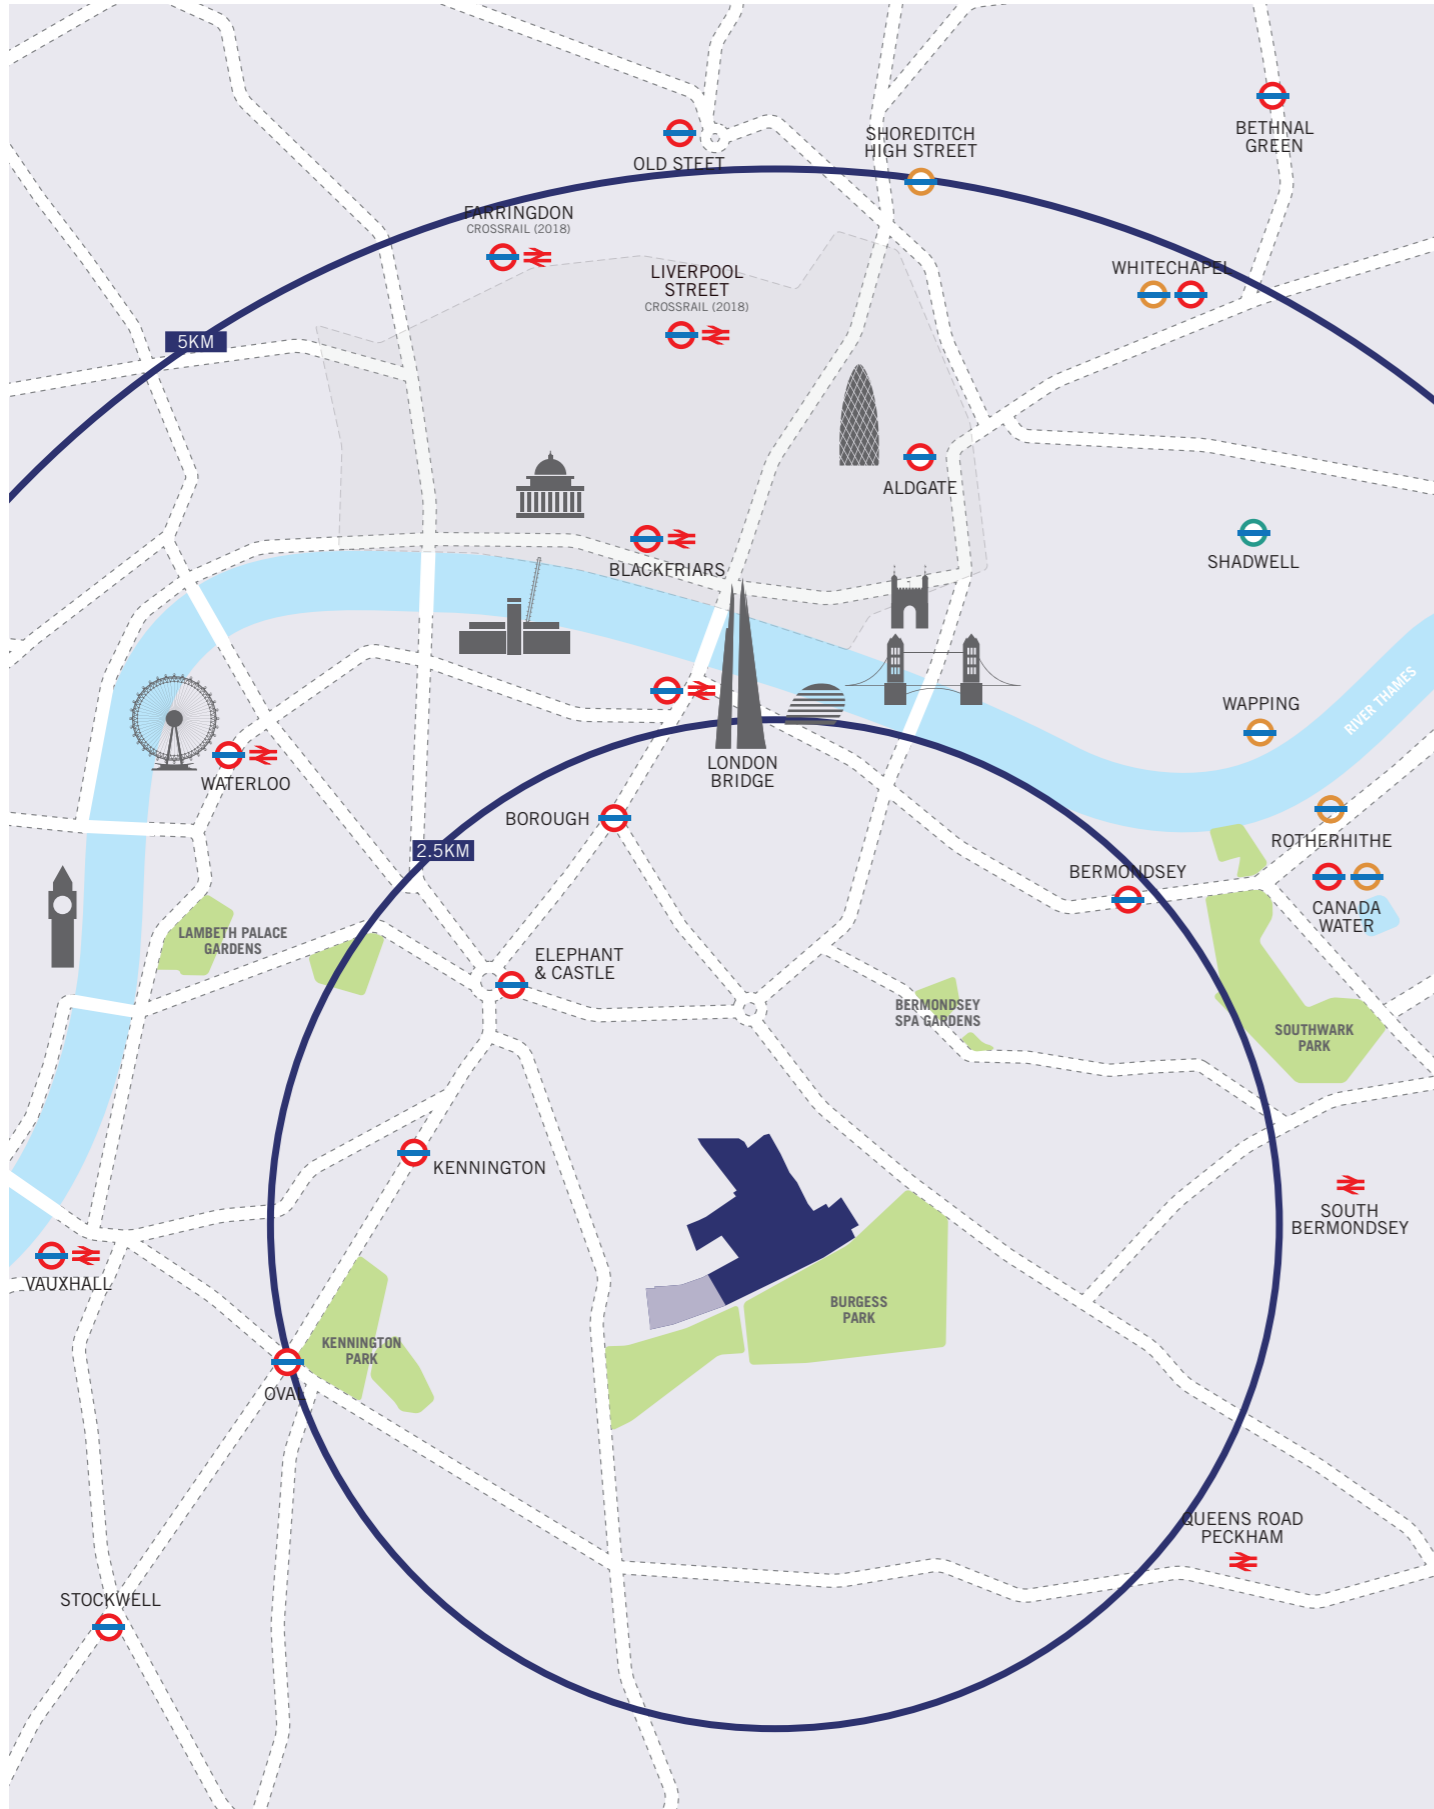 BETHNAL
GREEN
SHOREDITCH
HIGH STREET
OLD STEET
FARRINGDON
CROSSRAIL (2018)
LIVERPOOL
STREET
CROSSRAIL (2018)
WHITECHAPEL
5KM
ALDGATE
SHADWELL
BLACKFRIARS
RIVER THAMES
WAPPING
WATERLOO
LONDON
BRIDGE
BOROUGH
2.5KM
ROTHERHITHE
BERMONDSEY
CANADA
WATER
LAMBETH PALACE
GARDENS
ELEPHANT
& CASTLE
BERMONDSEY
SPA GARDENS
SOUTHWARK
PARK
KENNINGTON
SOUTH
BERMONDSEY
VAUXHALL
BURGESS
PARK
KENNINGTON
PARK
OVAL
QUEENS ROAD
PECKHAM
STOCKWELL